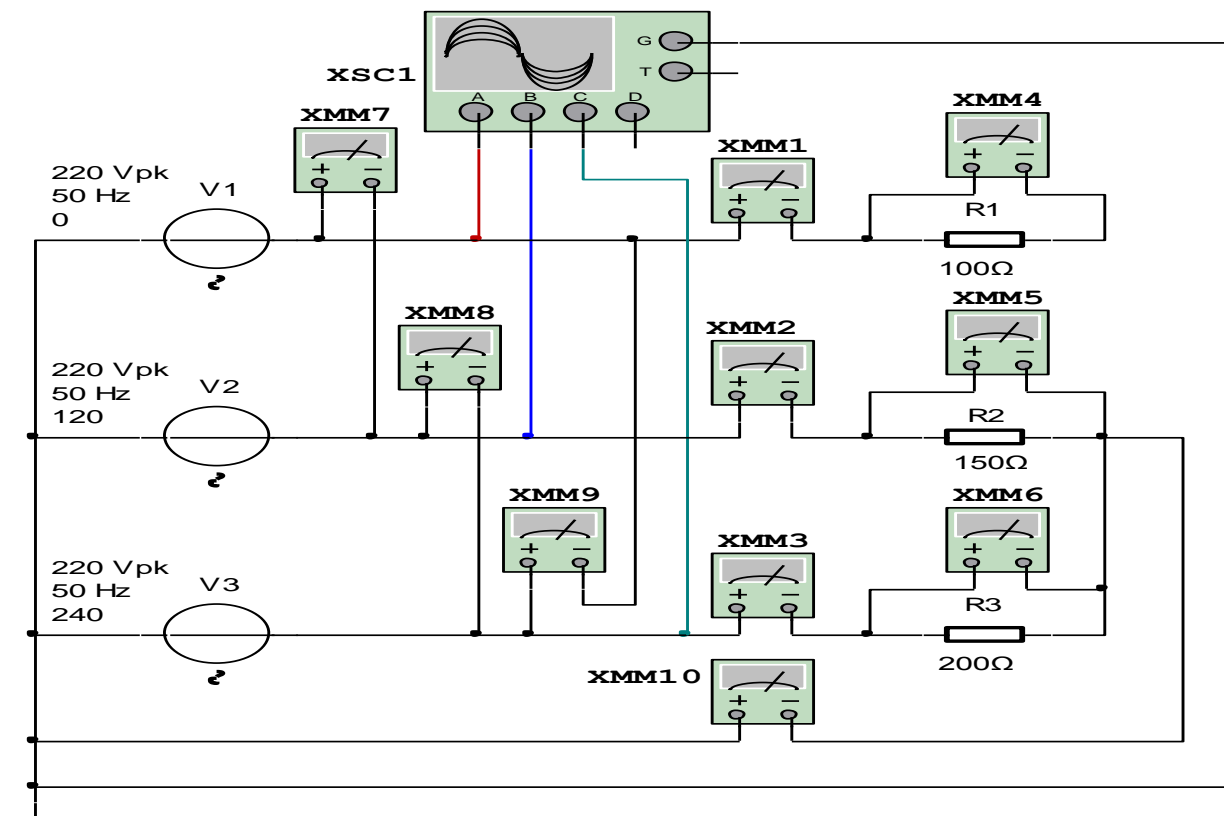 XSC1
G
T
A B C D
XMM7
XMM4
XMM1
+ −
+ −
+ −
220 Vpk
50 Hz
0
V1
R1
100Ω
XMM8
XMM5
XMM2
+ −
+ −
+ −
220 Vpk
50 Hz
120
V2
R2
150Ω
XMM9
XMM6
XMM3
+ −
+ −
+ −
220 Vpk
50 Hz
240
V3
R3
200Ω
XMM10
+ −